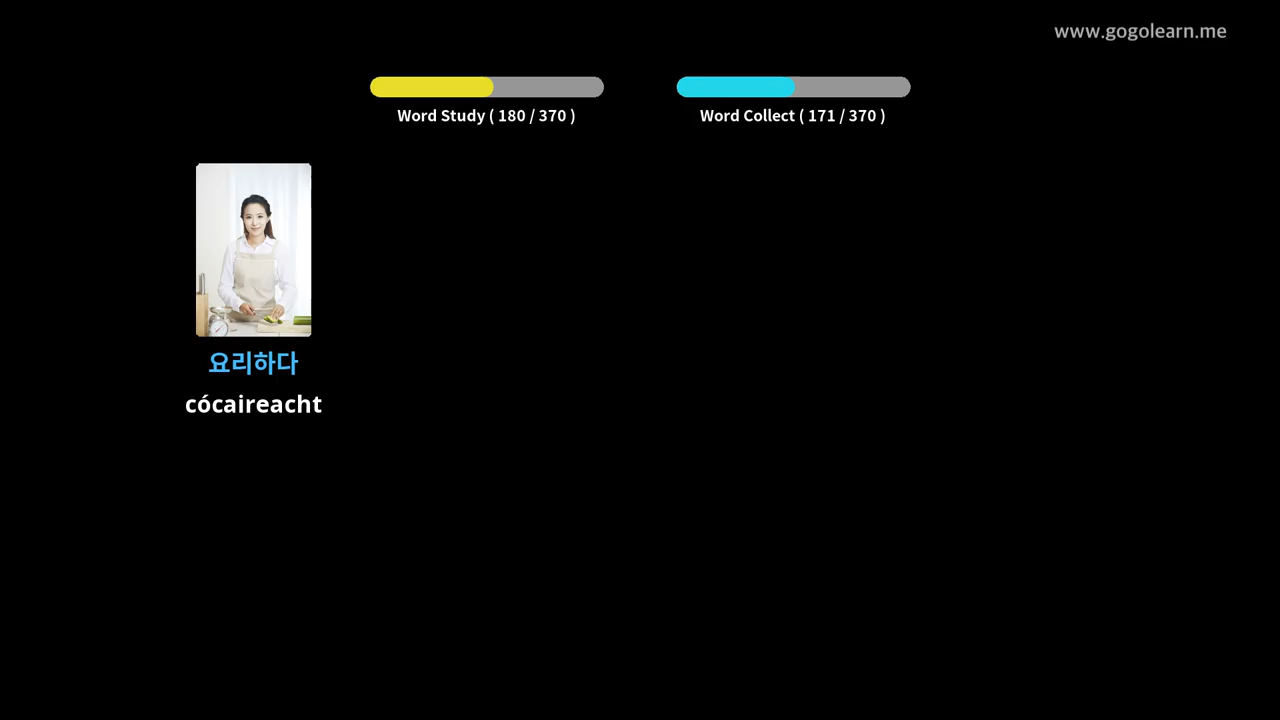 www.gogolearn.me
Word Study ( 180 / 370 )
Word Collect ( 171 / 370 )
요리하다
cócaireacht